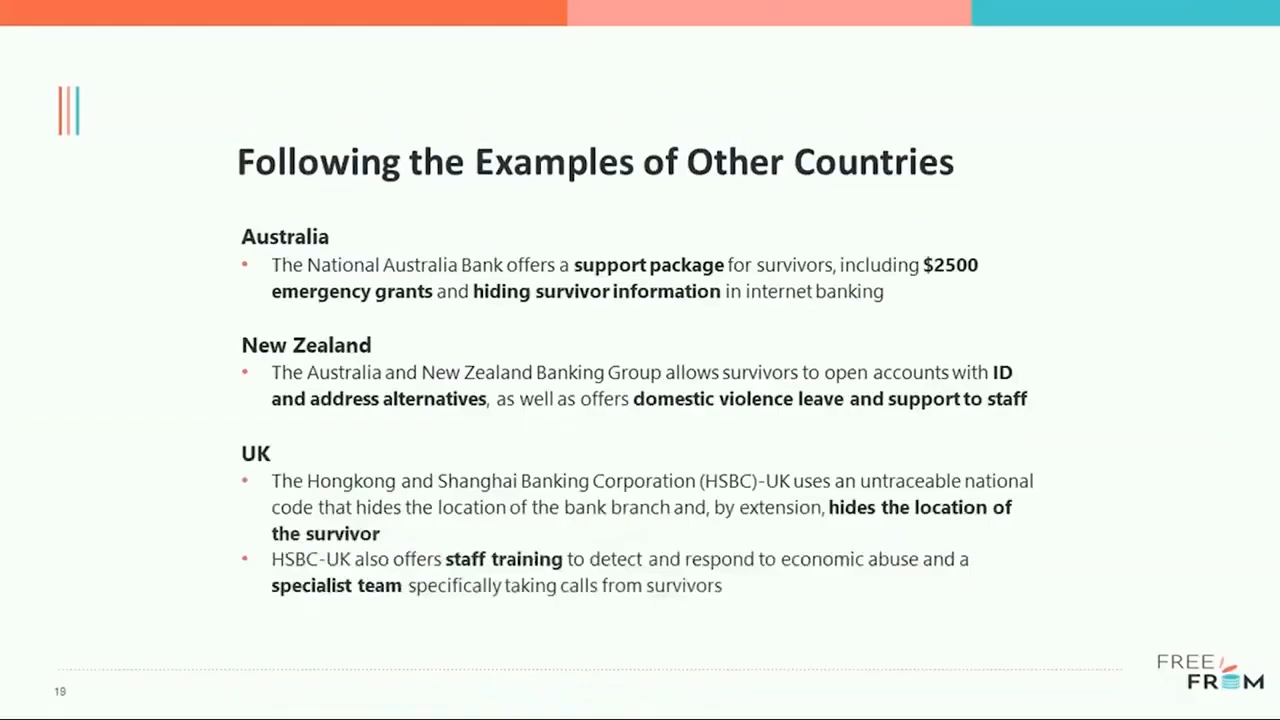 Following the Examples of Other Countries
Australia
• The National Australia Bank offers a support package for survivors, including $2500
emergency grants and hiding survivor information in internet banking
New Zealand
• The Australia and New Zealand Banking Group allows survivors to open accounts with ID
and address alternatives, as well as offers domestic violence leave and support to staff
UK
• The Hongkong and Shanghai Banking Corporation (HSBC)-UK uses an untraceable national
code that hides the location of the bank branch and, by extension, hides the location of
the survivor
• HSBC-UK also offers staff training to detect and respond to economic abuse and a
specialist team specifically taking calls from survivors
19
FREE
FROM